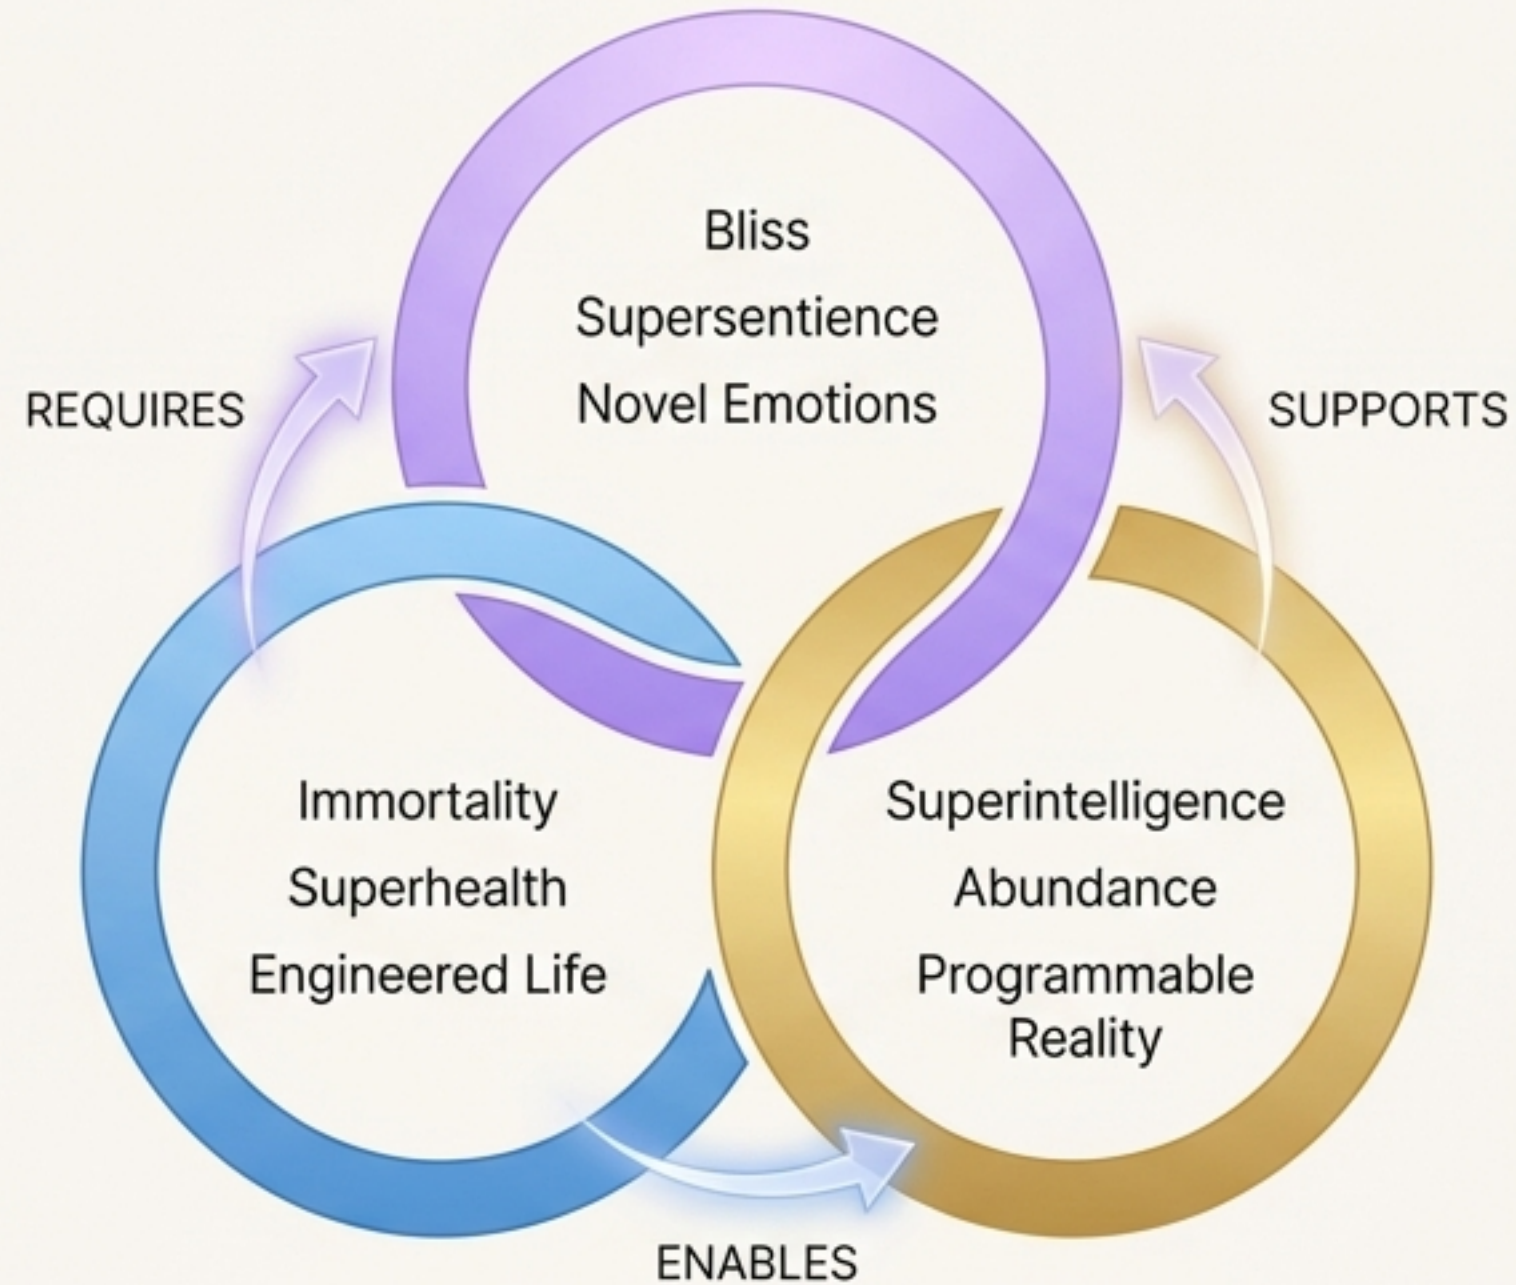 Bliss
Supersentience
Novel Emotions
REQUIRES
SUPPORTS
Immortality
Superhealth
Engineered Life
Superintelligence
Abundance
Programmable
Reality
ENABLES